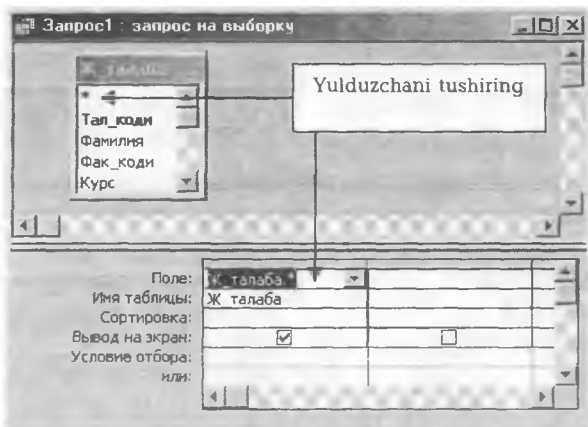 Запрос1 : запрос на выборку
Ж_талаба
*
Тал_коди
Фамилия
Фак_коди
Курс
Yulduzchani tushiring
Поле: Ж_талаба.*
Имя таблицы: Ж_талаба
Сортировка:
Вывод на экран:
Условие отбора:
или: